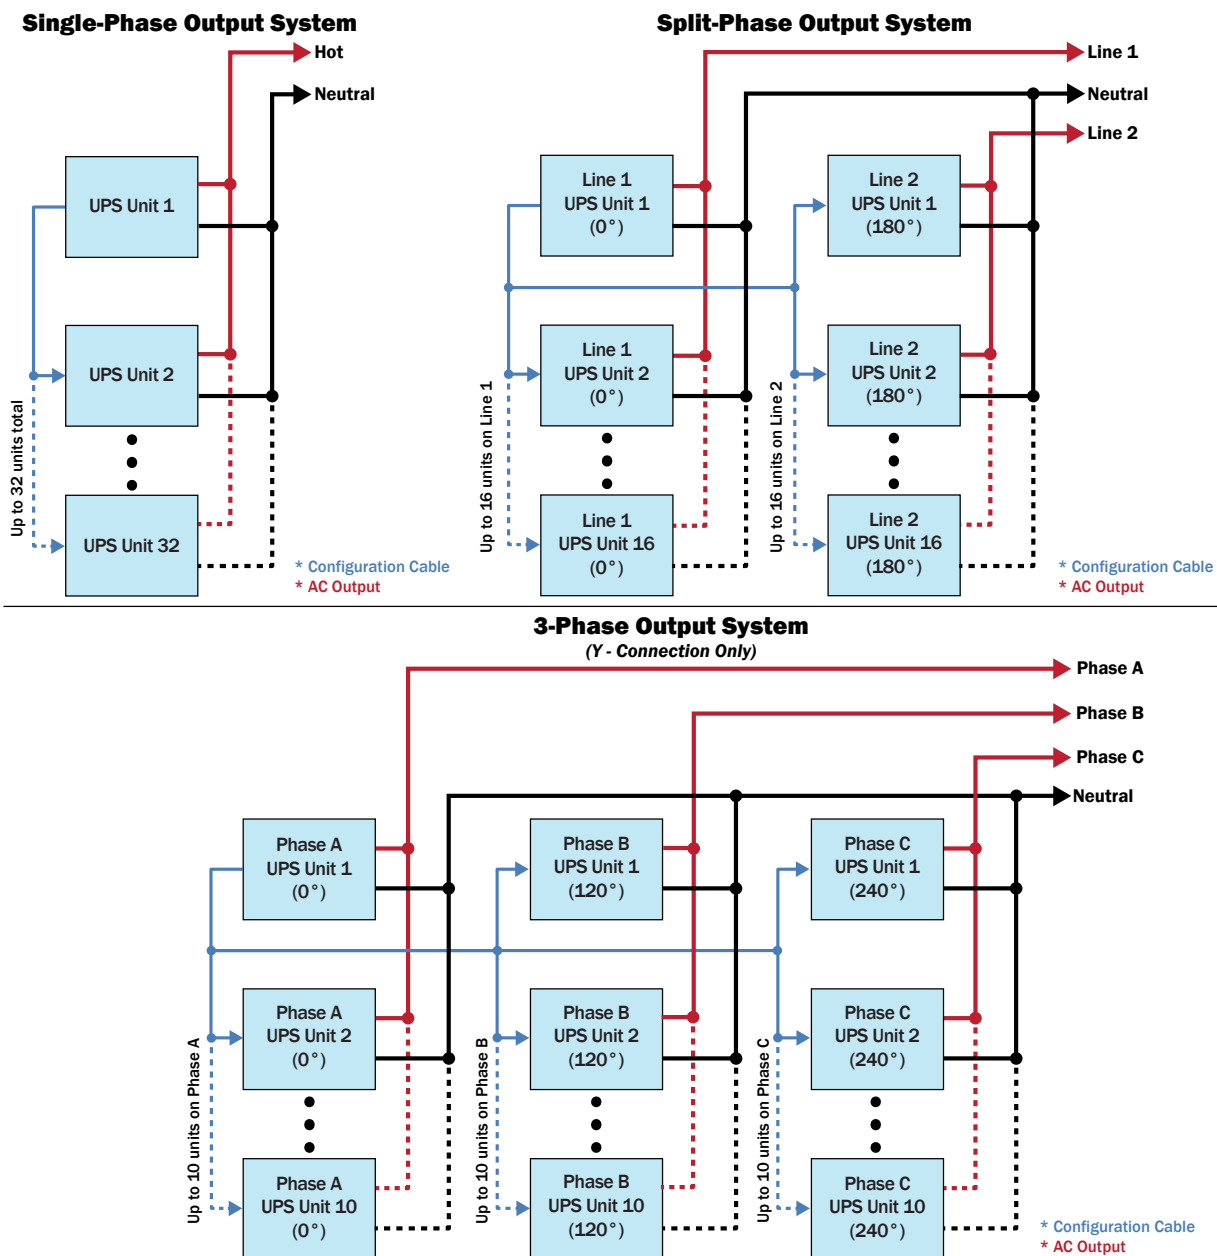 Single-Phase Output System
Hot
Neutral
UPS Unit 1
UPS Unit 2
UPS Unit 32
Up to 32 units total
* Configuration Cable
* AC Output
Split-Phase Output System
Line 1
Neutral
Line 2
Line 1
UPS Unit 1
(0°)
Line 2
UPS Unit 1
(180°)
Line 1
UPS Unit 2
(0°)
Line 2
UPS Unit 2
(180°)
Up to 16 units on Line 1
Up to 16 units on Line 2
Line 1
UPS Unit 16
(0°)
Line 2
UPS Unit 16
(180°)
* Configuration Cable
* AC Output
3-Phase Output System
(Y - Connection Only)
Phase A
Phase B
Phase C
Neutral
Phase A
UPS Unit 1
(0°)
Phase B
UPS Unit 1
(120°)
Phase C
UPS Unit 1
(240°)
Phase A
UPS Unit 2
(0°)
Phase B
UPS Unit 2
(120°)
Phase C
UPS Unit 2
(240°)
Up to 10 units on Phase A
Up to 10 units on Phase B
Up to 10 units on Phase C
Phase A
UPS Unit 10
(0°)
Phase B
UPS Unit 10
(120°)
Phase C
UPS Unit 10
(240°)
* Configuration Cable
* AC Output